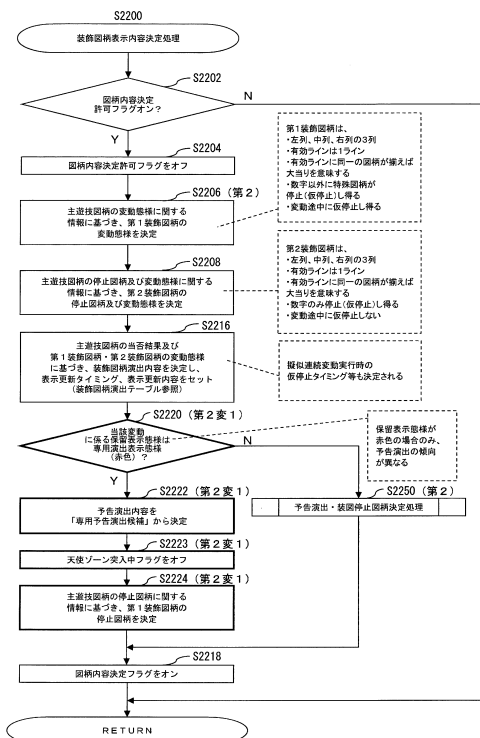 S2200
装飾図柄表示内容決定処理
S2202
図柄内容決定
許可フラグオン？
N
Y
S2204
図柄内容決定許可フラグをオフ
S2206（第２）
主遊技図柄の変動態様に関する
情報に基づき、第１装飾図柄の
変動態様を決定
第１装飾図柄は、
・左列、中列、右列の３列
・有効ラインは１ライン
・有効ラインに同一の図柄が揃えば
大当りを意味する
・数字以外に特殊図柄が
停止（仮停止）し得る
・変動途中に仮停止し得る
S2208
主遊技図柄の停止図柄及び変動態様に関する
情報に基づき、第２装飾図柄の
停止図柄及び変動態様を決定
第２装飾図柄は、
・左列、中列、右列の３列
・有効ラインは１ライン
・有効ラインに同一の図柄が揃えば
大当りを意味する
・数字のみ停止（仮停止）し得る
・変動途中に仮停止しない
S2216
主遊技図柄の当否結果及び
第１装飾図柄・第２装飾図柄の変動態様
に基づき、装飾図柄演出内容を決定し、
表示更新タイミング、表示更新内容をセット
（装飾図柄演出テーブル参照）
擬似連続変動実行時の
仮停止タイミング等も決定される
S2220（第２変１）
当該変動
に係る保留表示態様は
専用演出表示態様
（赤色）？
N
Y
保留表示態様が
赤色の場合のみ、
予告演出の傾向
が異なる
S2222（第２変１）
予告演出内容を
「専用予告演出候補」から決定
S2250（第２）
予告演出・装図停止図柄決定処理
S2223（第２変１）
天使ゾーン突入中フラグをオフ
S2224（第２変１）
主遊技図柄の停止図柄に関する
情報に基づき、第１装飾図柄の
停止図柄を決定
S2218
図柄内容決定フラグをオン
RETURN